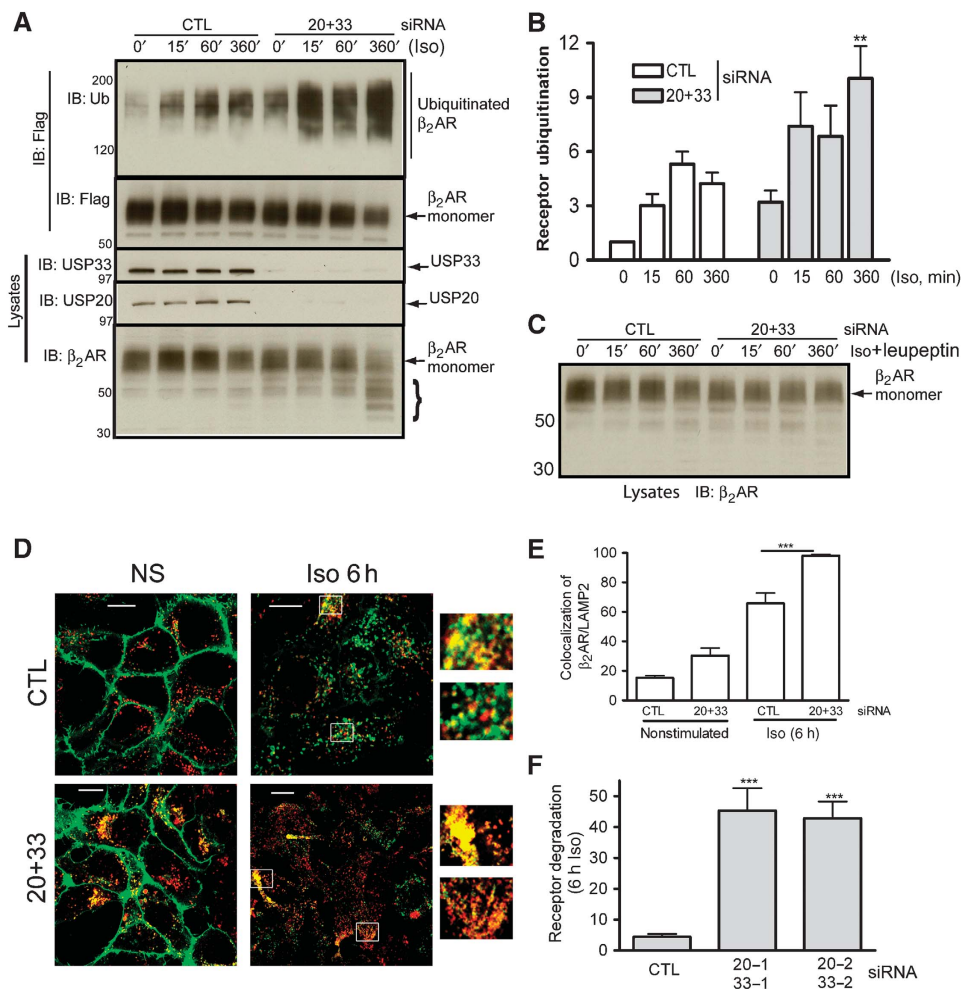 A
CTL 20+33 siRNA
0′ 15′ 60′ 360′ 0′ 15′ 60′ 360′ (Iso)
IB: Flag
200
IB: Ub
120
Ubiquitinated
β2AR
IB: Flag
50
β2AR
monomer
Lysates
IB: USP33
97
USP33
IB: USP20
97
USP20
IB: β2AR
50
30
β2AR
monomer
}
B
Receptor ubiquitination
12
9
6
3
0
CTL
20+33
siRNA
**
0 15 60 360 0 15 60 360 (Iso, min)
C
CTL 20+33 siRNA
0′ 15′ 60′ 360′ 0′ 15′ 60′ 360′ Iso+leupeptin
β2AR
monomer
50
30
Lysates IB: β2AR
D
NS Iso 6 h
CTL
20+33
E
Colocalization of
β2AR/LAMP2
100
80
60
40
20
0
***
CTL 20+33 CTL 20+33 siRNA
Nonstimulated Iso (6 h)
F
Receptor degradation
(6 h Iso)
50
40
30
20
10
0
*** ***
CTL 20–1 20–2 siRNA
33–1 33–2